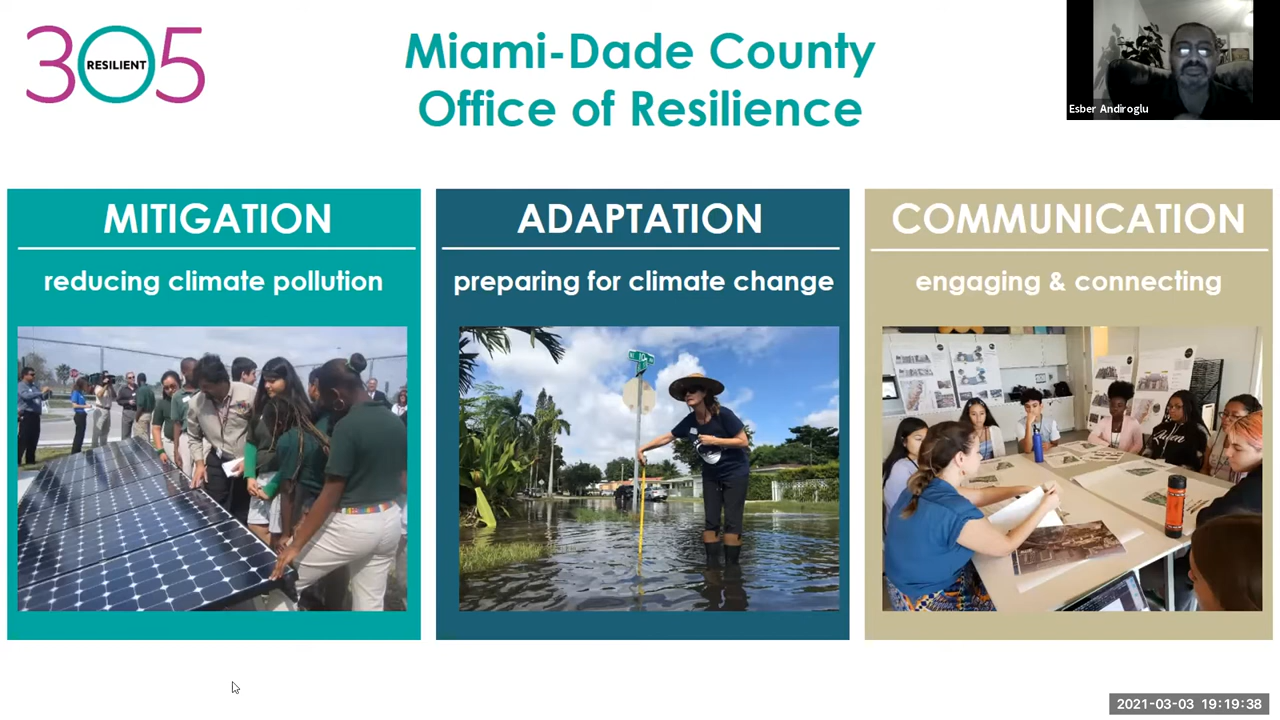 305
RESILIENT
Miami-Dade County
Office of Resilience
Esber Andiroglu
MITIGATION
reducing climate pollution
ADAPTATION
preparing for climate change
COMMUNICATION
engaging & connecting
2021-03-03 19:19:38